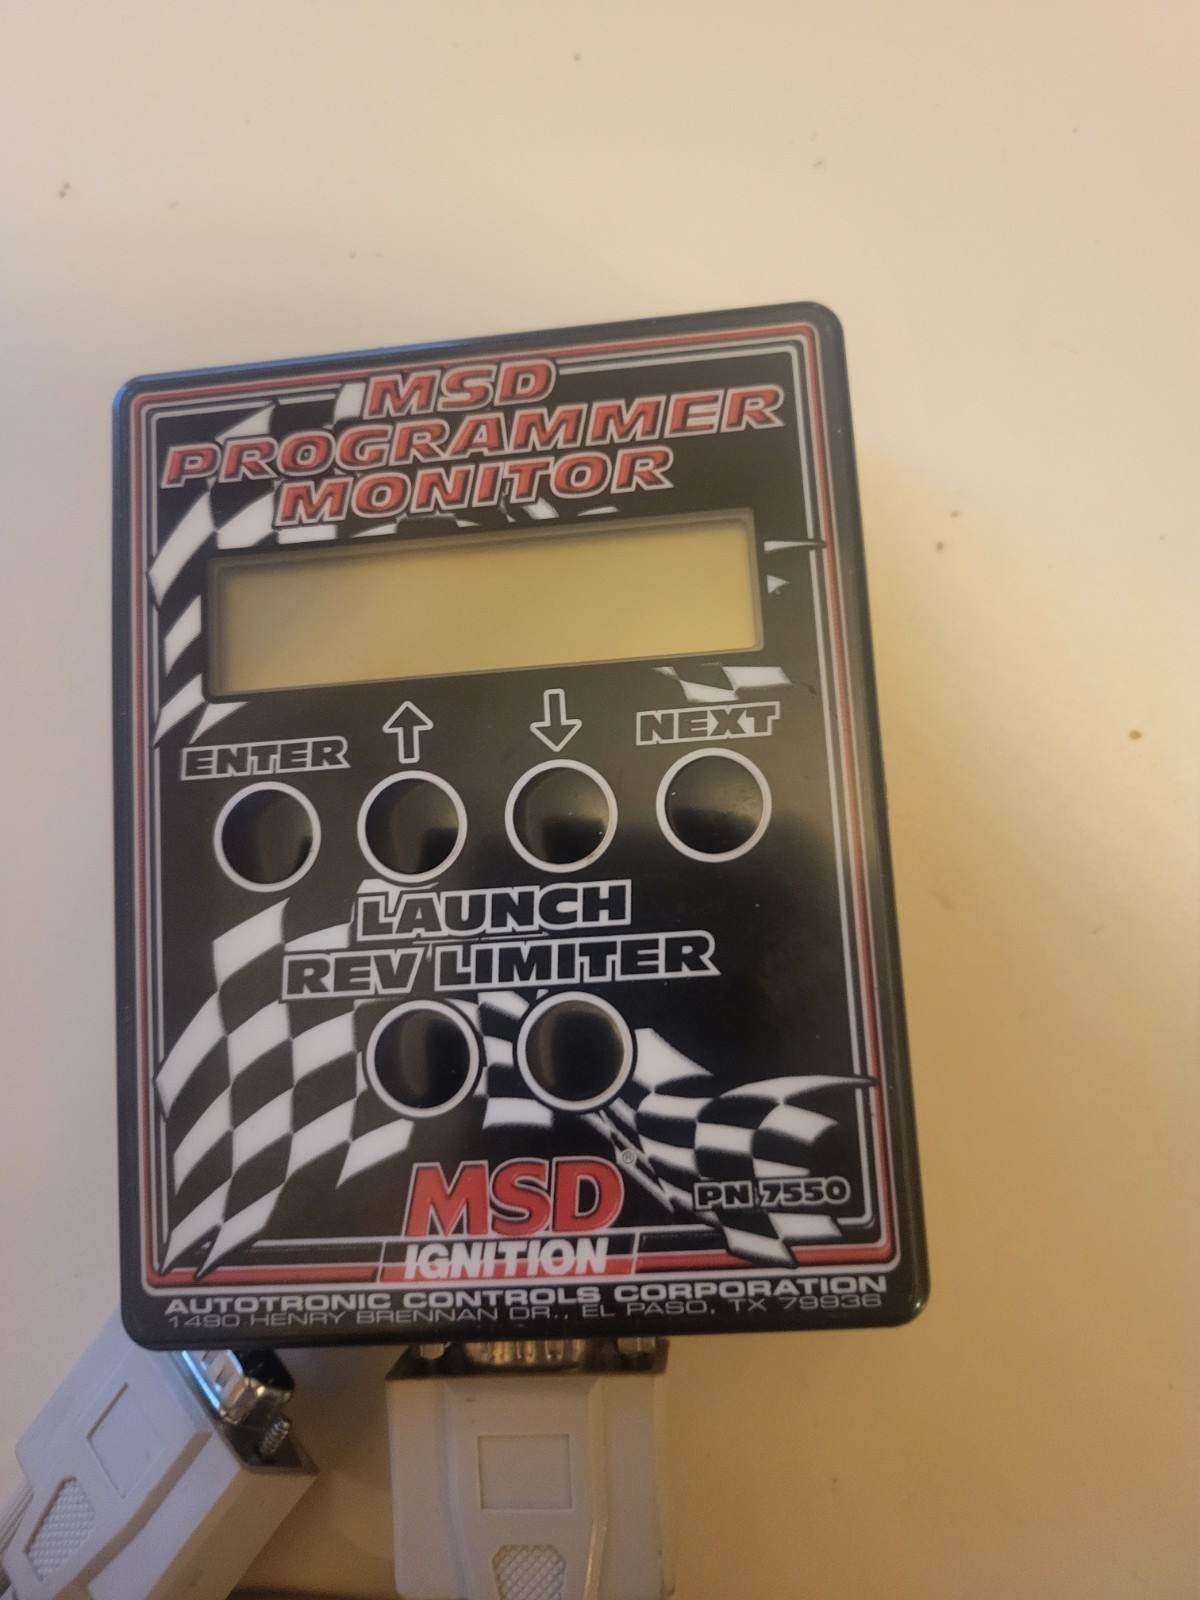 MSD
PROGRAMMER
MONITOR
ENTER
NEXT
LAUNCH
REV LIMITER
MSD®
PN 7550
IGNITION
AUTOTRONIC CONTROLS CORPORATION
1490 HENRY BRENNAN DR., EL PASO, TX 79936